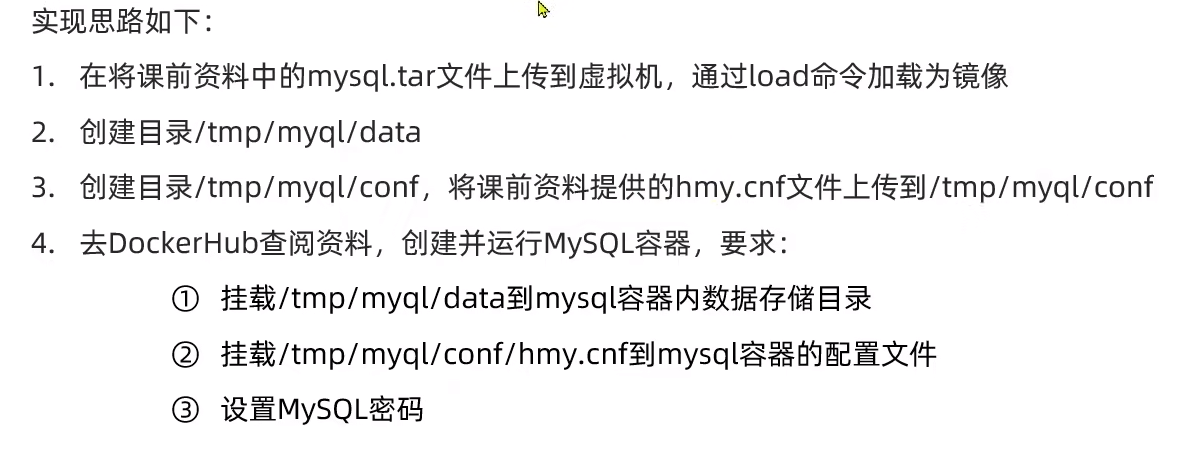 实现思路如下：
1. 在将课前资料中的mysql.tar文件上传到虚拟机，通过load命令加载为镜像
2. 创建目录/tmp/myql/data
3. 创建目录/tmp/myql/conf，将课前资料提供的hmy.cnf文件上传到/tmp/myql/conf
4. 去DockerHub查阅资料，创建并运行MySQL容器，要求：
① 挂载/tmp/myql/data到mysql容器内数据存储目录
② 挂载/tmp/myql/conf/hmy.cnf到mysql容器的配置文件
③ 设置MySQL密码